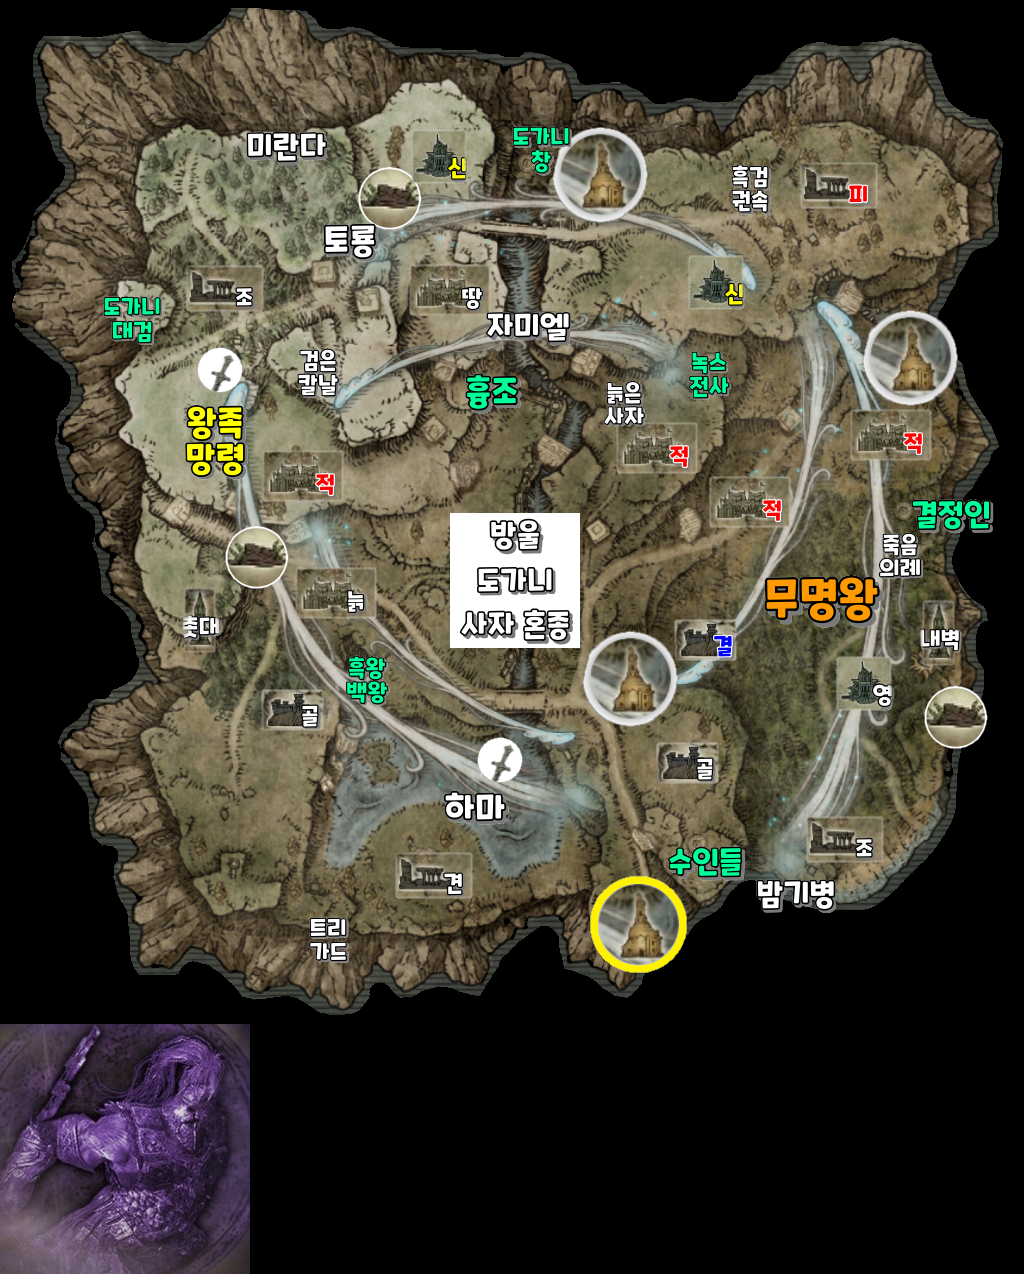 미란다
신
도가니
창
흑검
권속
피
토룡
조
땅
신
도가니
대검
자미엘
검은
칼날
흉조
녹스
전사
늙은
사자
왕족
망령
적
적
적
적
결정인
방울
도가니
사자 혼종
죽음
의례
무명왕
늙
촛대
결
내벽
흑왕
백왕
영
골
골
하마
조
수인들
견
밤기병
트리
가드